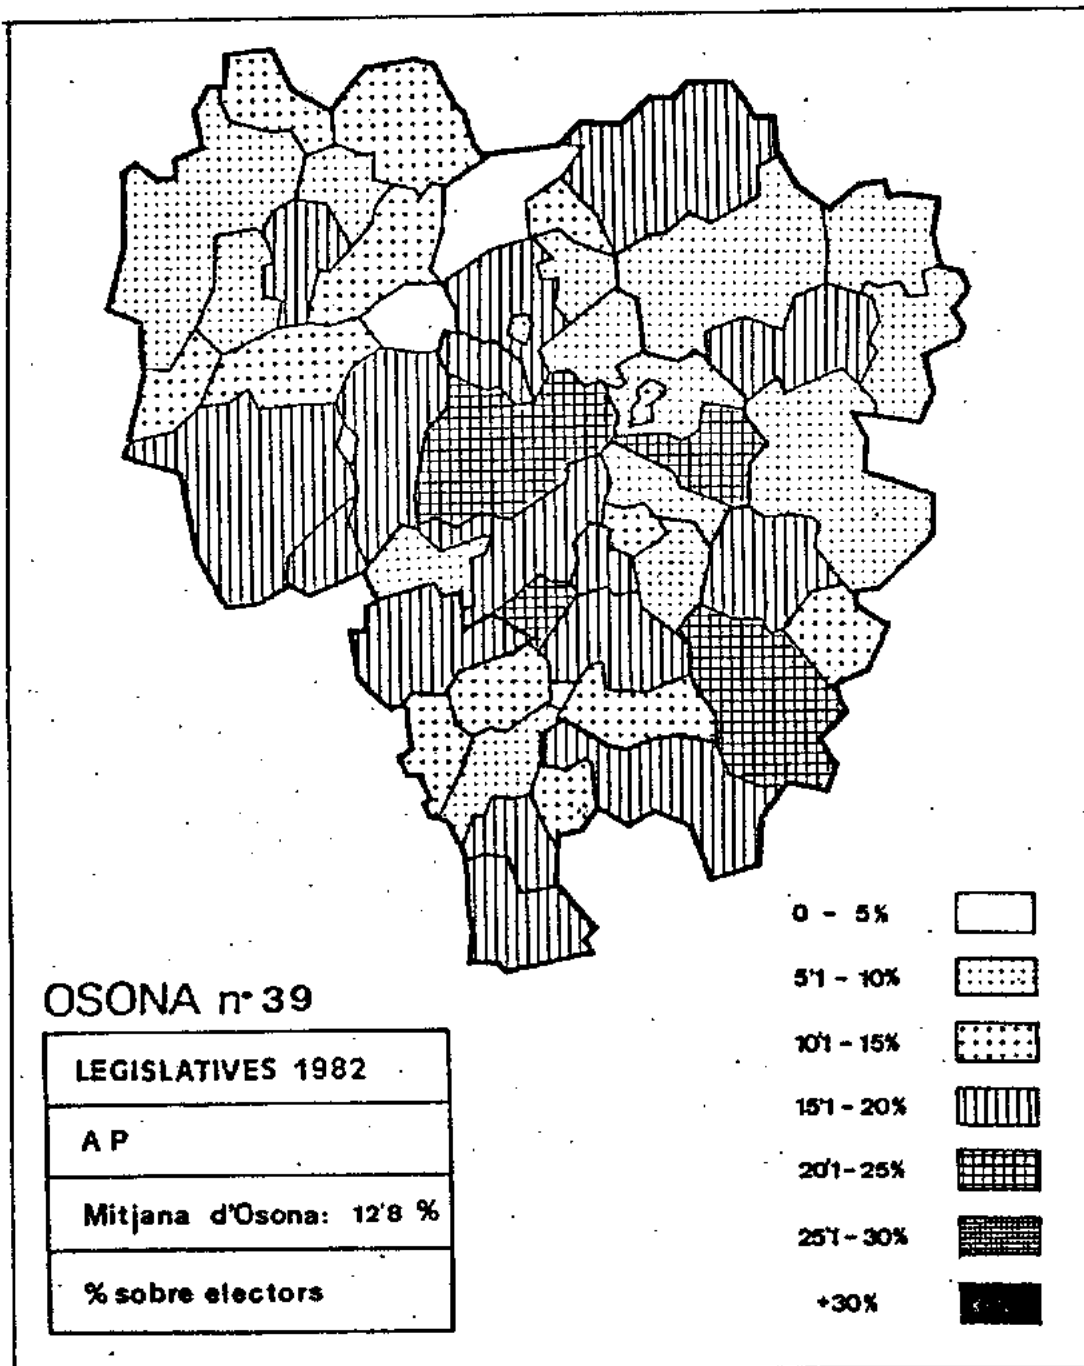 0 - 5%
5'1 - 10%
10'1 - 15%
15'1 - 20%
20'1 - 25%
25'1 - 30%
+30%
OSONA nº 39
LEGISLATIVES 1982
A P
Mitjana d'Osona: 12'8 %
% sobre electors